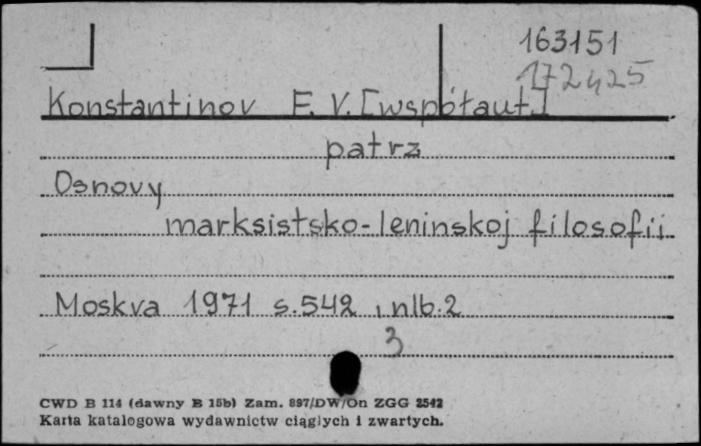 163151
172425
Konstantinov F. V. [współaut.]
patrz
Osnovy
marksistsko-leninskoj filosofii
Moskva 1971 s.542, nlb.2
3
CWD B 114 (dawny B 15b) Zam. 897/DW/On ZGG 2542
Karta katalogowa wydawnictw ciągłych i zwartych.